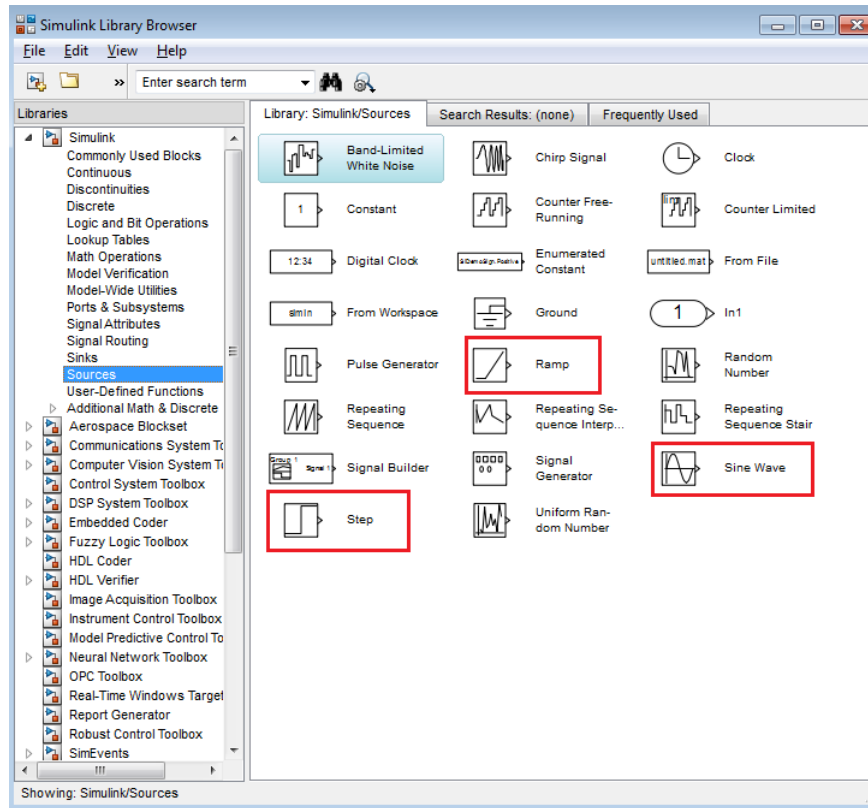 Simulink Library Browser
File Edit View Help
» Enter search term
Libraries
Library: Simulink/Sources
Search Results: (none)
Frequently Used
Simulink
Commonly Used Blocks
Continuous
Discontinuities
Discrete
Logic and Bit Operations
Lookup Tables
Math Operations
Model Verification
Model-Wide Utilities
Ports & Subsystems
Signal Attributes
Signal Routing
Sinks
Sources
User-Defined Functions
Additional Math & Discrete
Aerospace Blockset
Communications System To
Computer Vision System To
Control System Toolbox
DSP System Toolbox
Embedded Coder
Fuzzy Logic Toolbox
HDL Coder
HDL Verifier
Image Acquisition Toolbox
Instrument Control Toolbox
Model Predictive Control To
Neural Network Toolbox
OPC Toolbox
Real-Time Windows Target
Report Generator
Robust Control Toolbox
SimEvents
Band-Limited
White Noise
Chirp Signal
Clock
1
Constant
Counter Free-
Running
lim
Counter Limited
12:34
Digital Clock
Enumerated
Constant
untitled.mat
From File
simin
From Workspace
Ground
1
In1
Pulse Generator
Ramp
Random
Number
Repeating
Sequence
Repeating Se-
quence Interp...
Repeating
Sequence Stair
Group 1
Signal 1
Signal Builder
Signal
Generator
Sine Wave
Step
Uniform Ran-
dom Number
Showing: Simulink/Sources